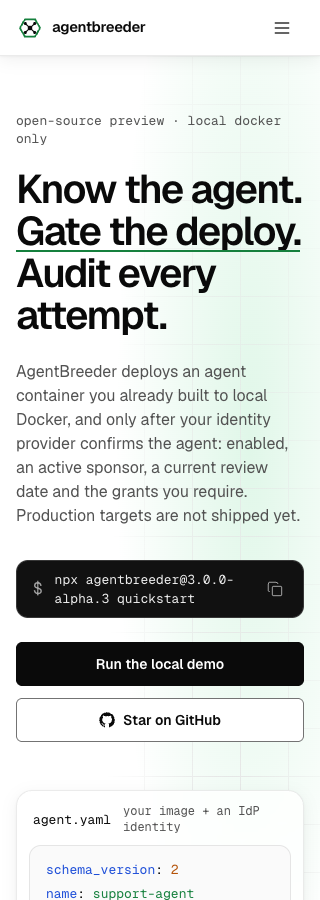 agentbreeder
open-source preview · local docker
only
Know the agent.
Gate the deploy.
Audit every
attempt.
AgentBreeder deploys an agent
container you already built to local
Docker, and only after your identity
provider confirms the agent: enabled,
an active sponsor, a current review
date and the grants you require.
Production targets are not shipped yet.
$ npx agentbreeder@3.0.0-
alpha.3 quickstart
Run the local demo
Star on GitHub
agent.yaml
your image + an IdP
identity
schema_version: 2
name: support-agent